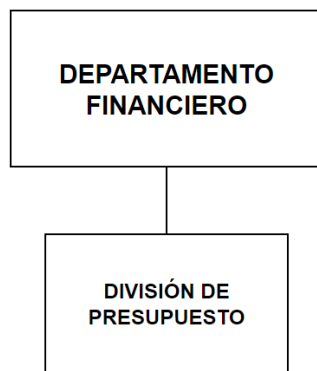 DEPARTAMENTO
FINANCIERO
DIVISIÓN DE
PRESUPUESTO